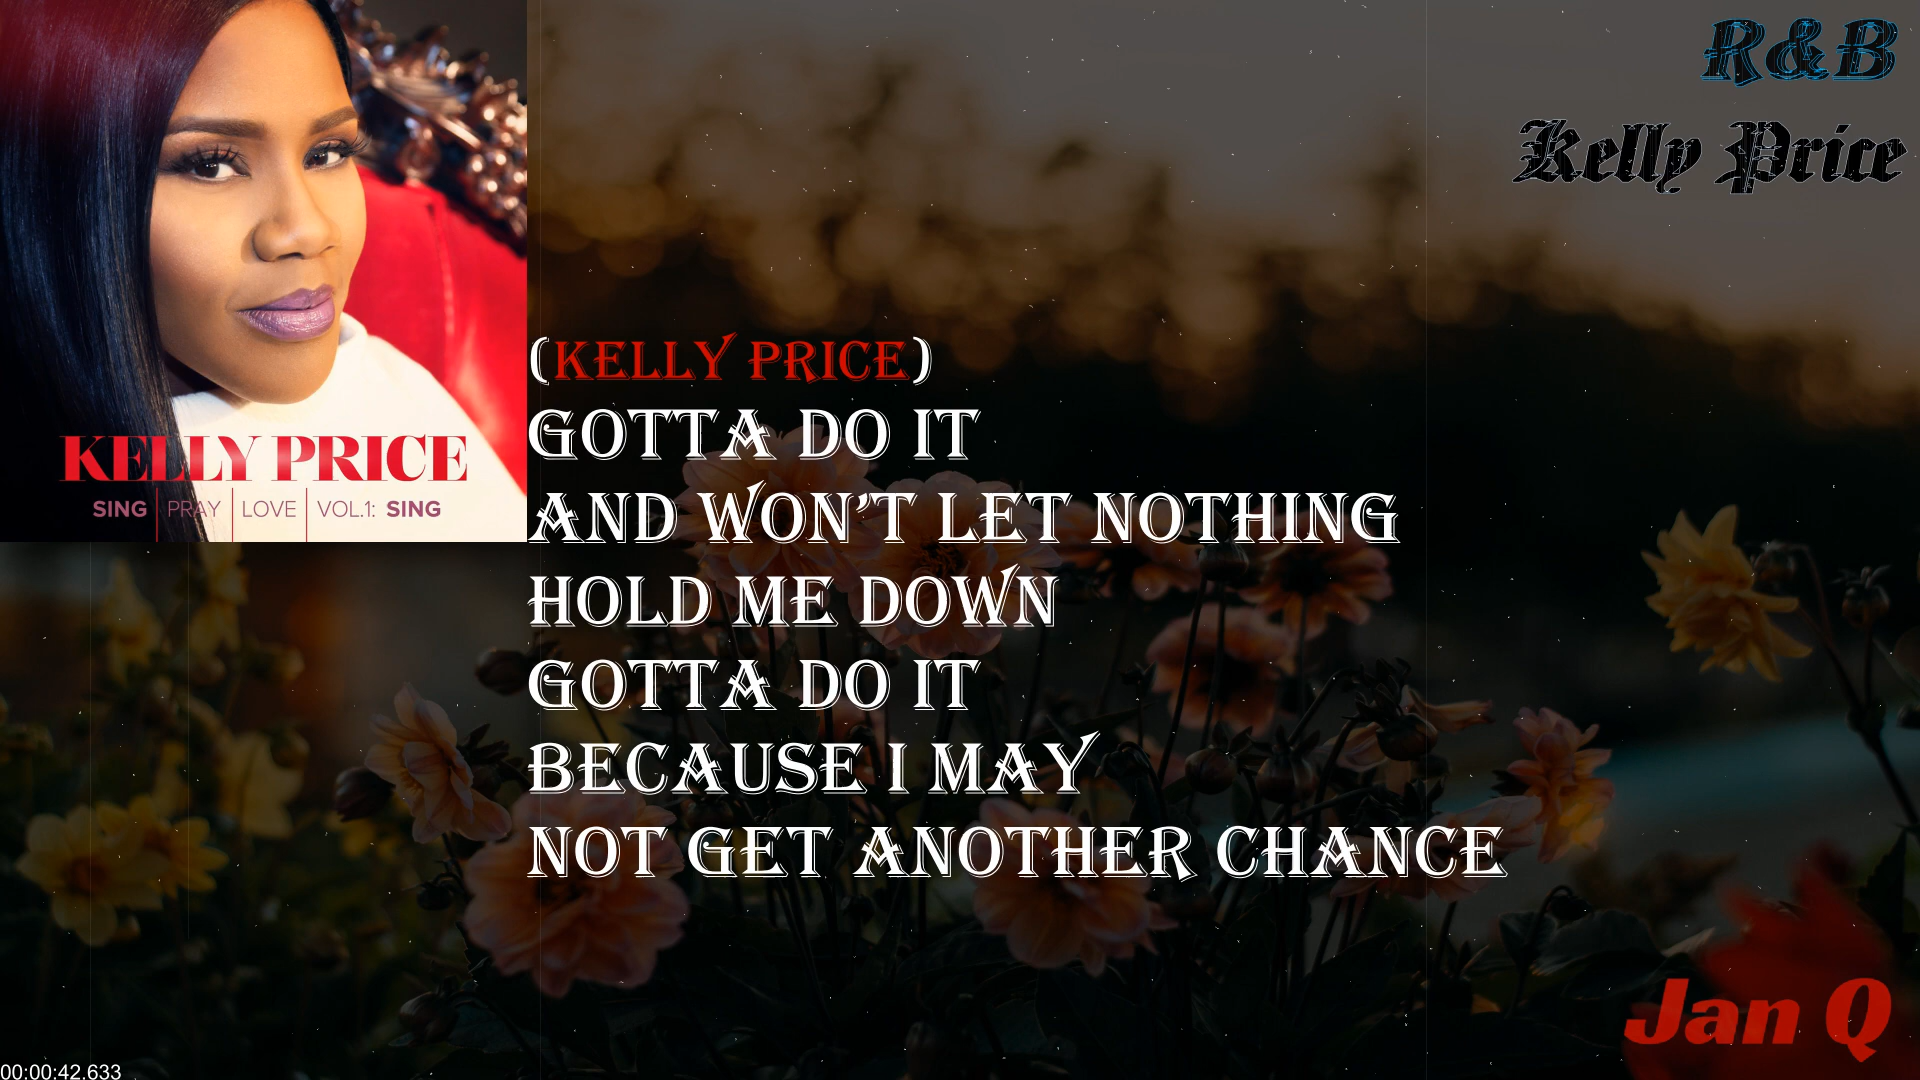 R&B
Kelly Price
KELLY PRICE
SING | PRAY | LOVE | VOL.1: SING
(KELLY PRICE)
GOTTA DO IT
AND WON'T LET NOTHING
HOLD ME DOWN
GOTTA DO IT
BECAUSE I MAY
NOT GET ANOTHER CHANCE
Jan Q
00:00:42.633